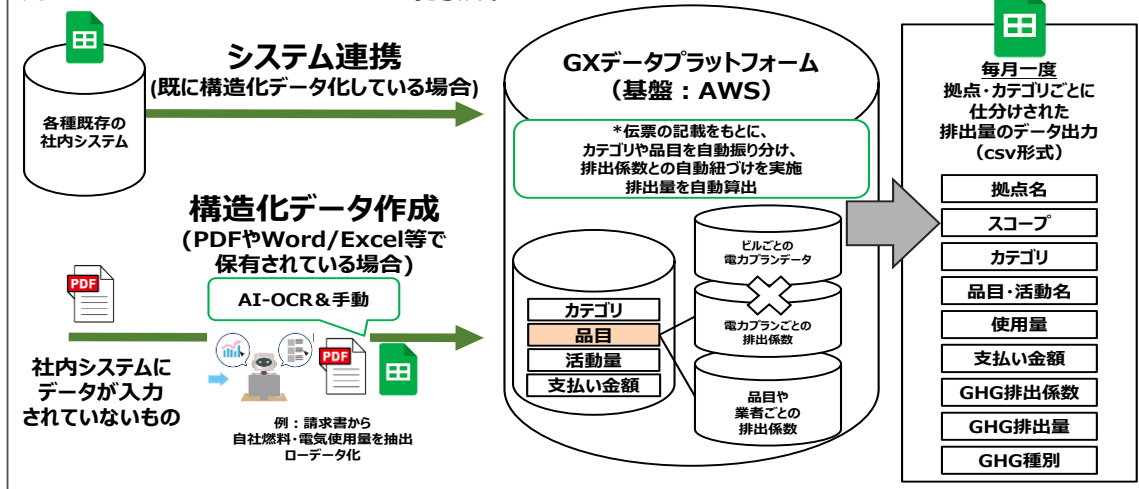 システム連携
(既に構造化データ化している場合)
各種既存の
社内システム
構造化データ作成
(PDFやWord/Excel等で
保有されている場合)
PDF
AI-OCR＆手動
PDF
社内システムに
データが入力
されていないもの
例：請求書から
自社燃料・電気使用量を抽出
ローデータ化
GXデータプラットフォーム
（基盤：AWS）
*伝票の記載をもとに、
カテゴリや品目を自動振り分け、
排出係数との自動紐づけを実施
排出量を自動算出
カテゴリ
品目
活動量
支払い金額
ビルごとの
電力プランデータ
電力プランごとの
排出係数
品目や
業者ごとの
排出係数
毎月一度
拠点・カテゴリごとに
仕分けされた
排出量のデータ出力
（csv形式）
拠点名
スコープ
カテゴリ
品目・活動名
使用量
支払い金額
GHG排出係数
GHG排出量
GHG種別